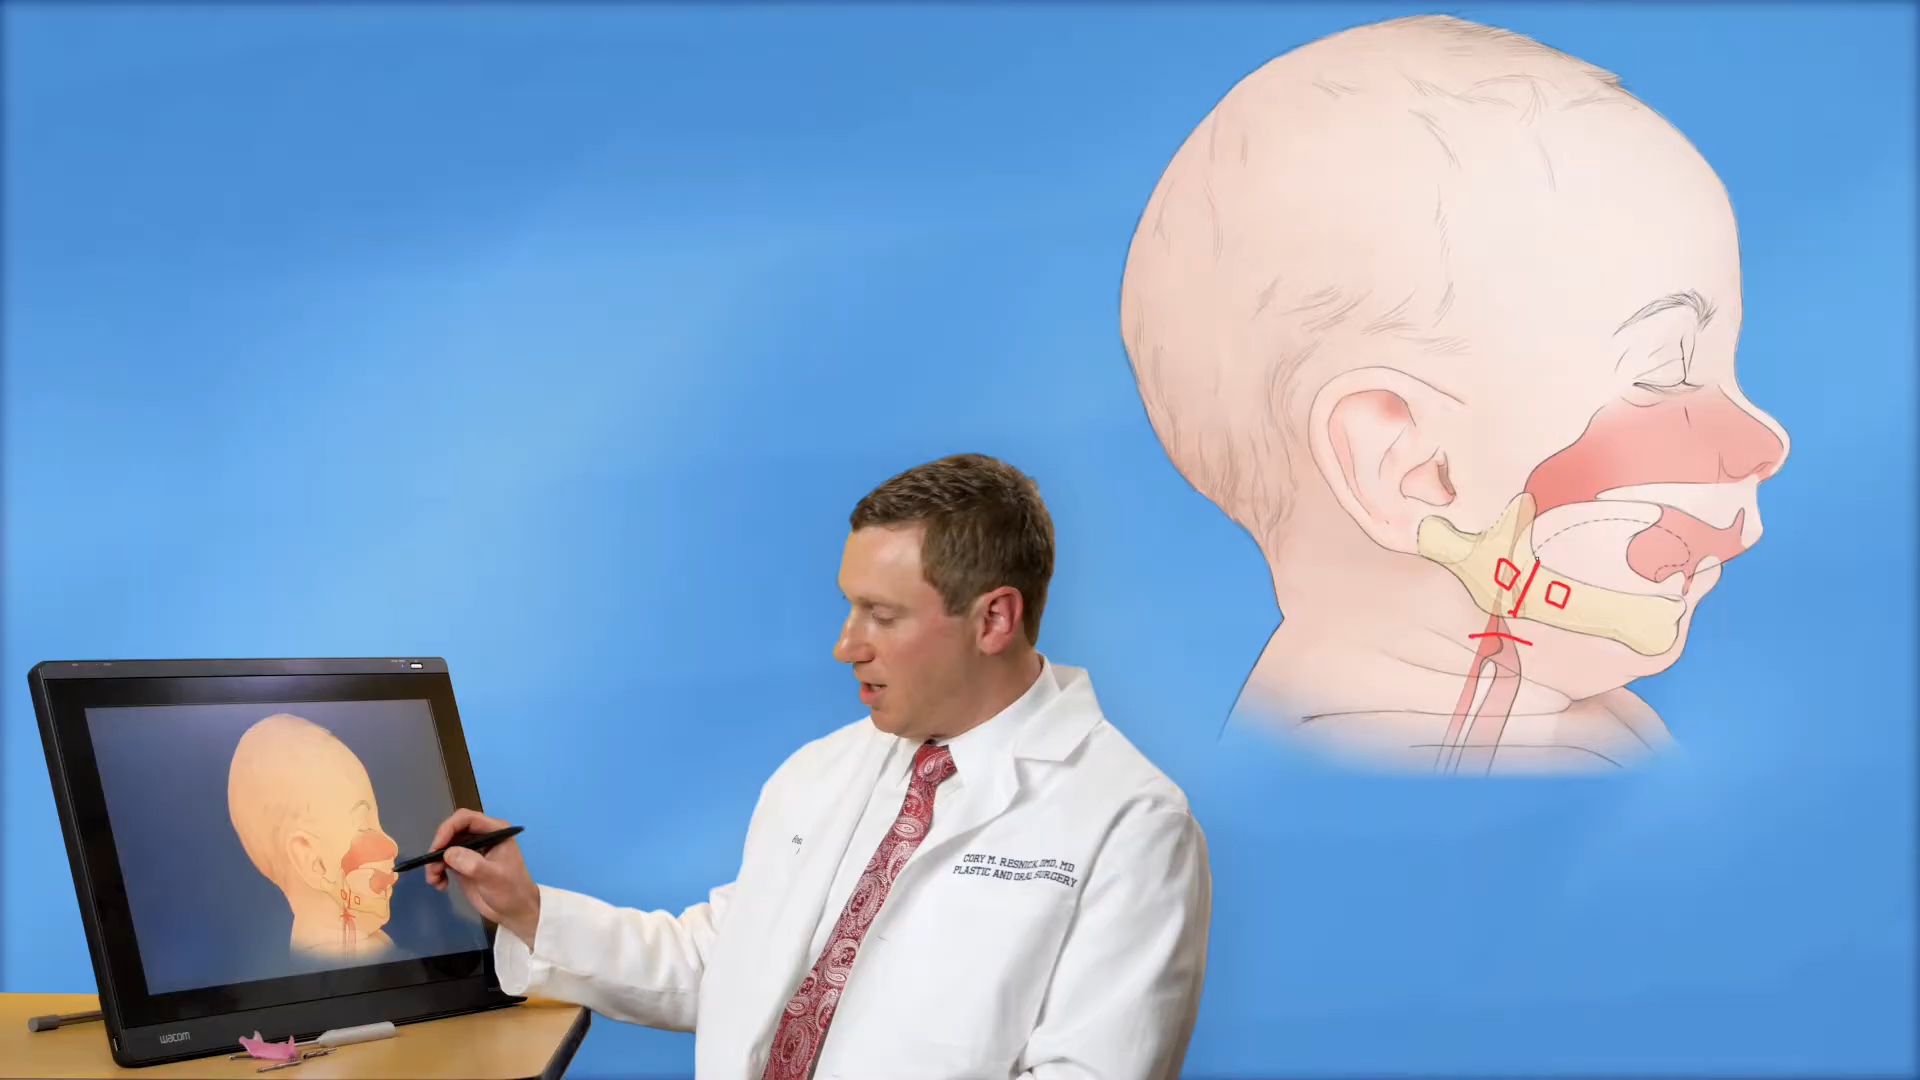 CORY M. RESNICK, DMD, MD
PLASTIC AND ORAL SURGERY
wacom